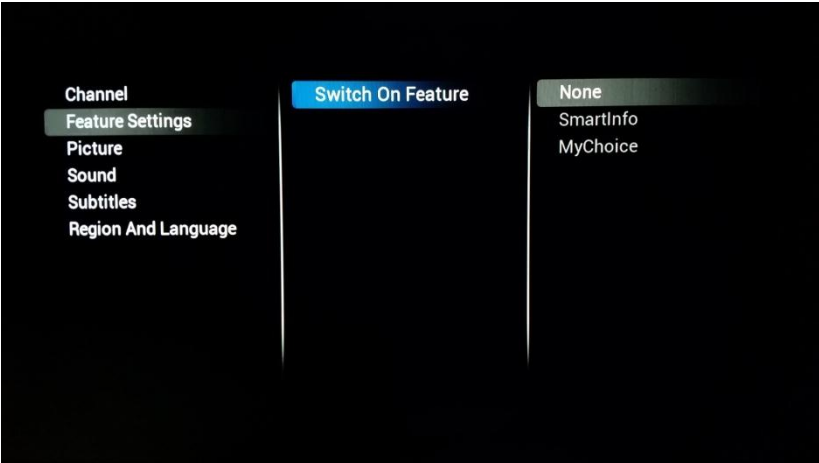 Channel
Feature Settings
Picture
Sound
Subtitles
Region And Language
Switch On Feature
None
SmartInfo
MyChoice